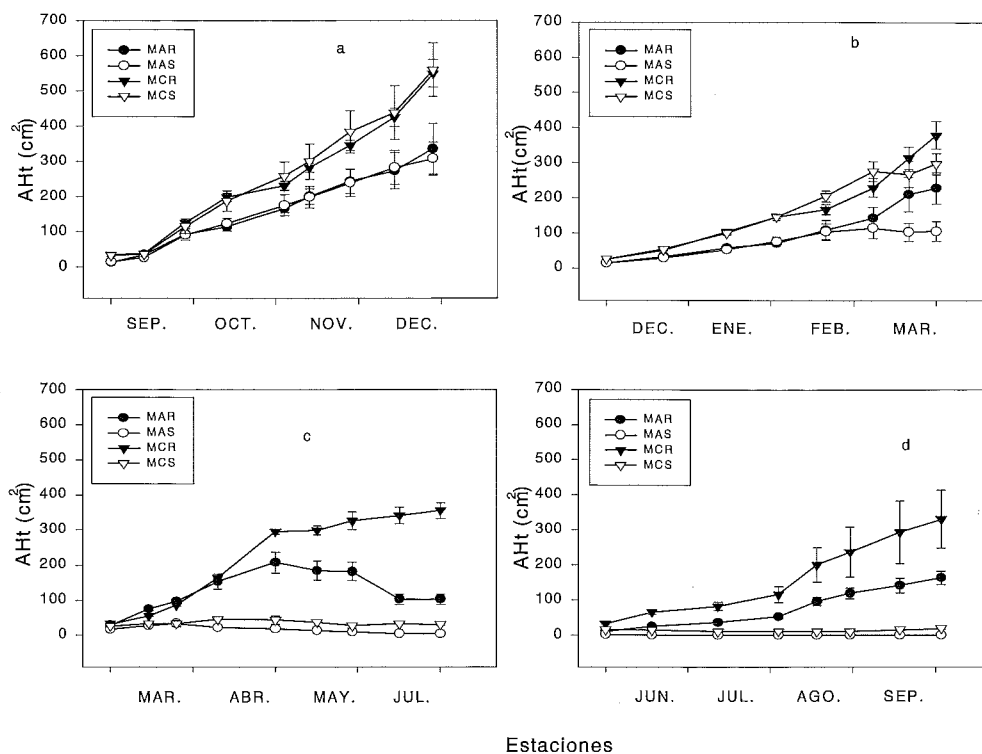 a
MAR
MAS
MCR
MCS
AHt (cm²)
700
600
500
400
300
200
100
0
SEP. OCT. NOV. DEC.
b
MAR
MAS
MCR
MCS
AHt(cm²)
700
600
500
400
300
200
100
0
DEC. ENE. FEB. MAR.
c
MAR
MAS
MCR
MCS
AHt (cm²)
700
600
500
400
300
200
100
0
MAR. ABR. MAY. JUL.
d
MAR
MAS
MCR
MCS
AHt (cm²)
700
600
500
400
300
200
100
0
JUN. JUL. AGO. SEP.
Estaciones